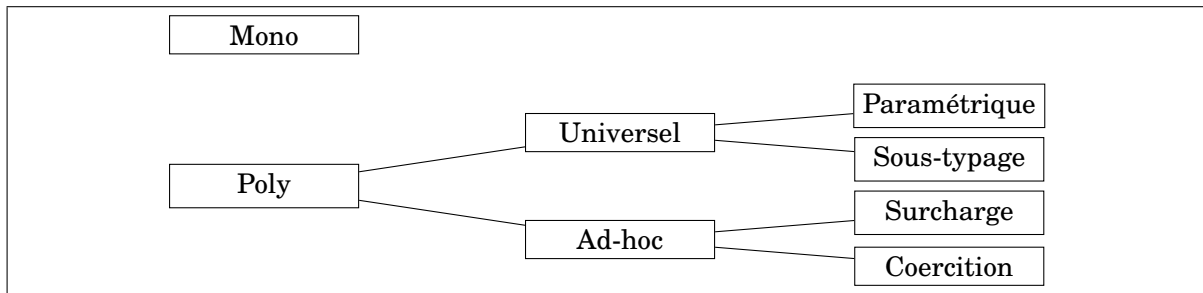 Mono
Paramétrique
Universel
Sous-typage
Poly
Surcharge
Ad-hoc
Coercition